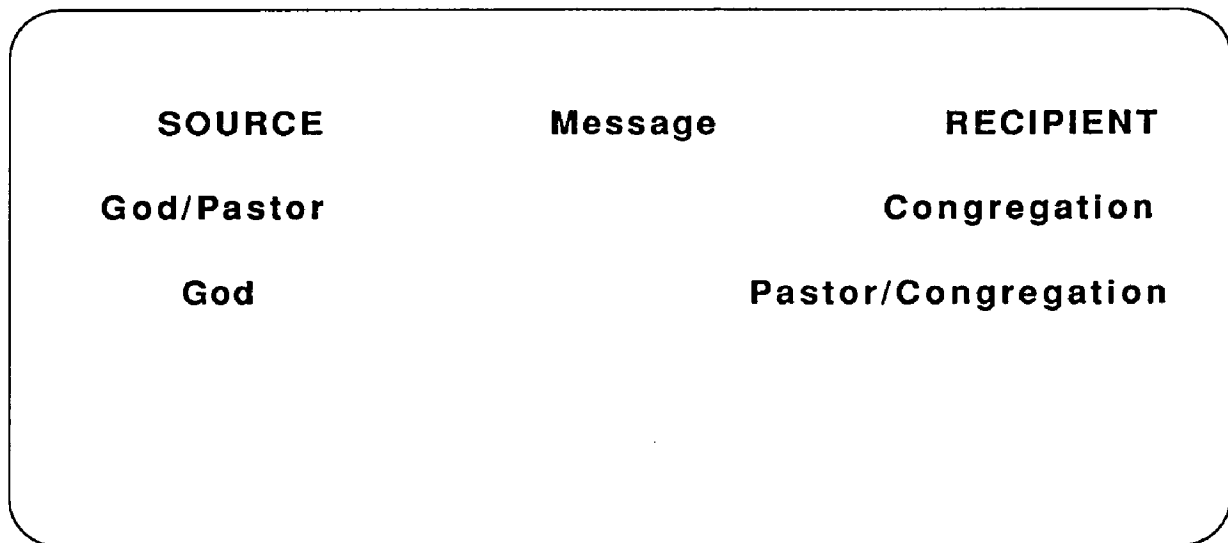 SOURCE Message RECIPIENT
God/Pastor Congregation
God Pastor/Congregation